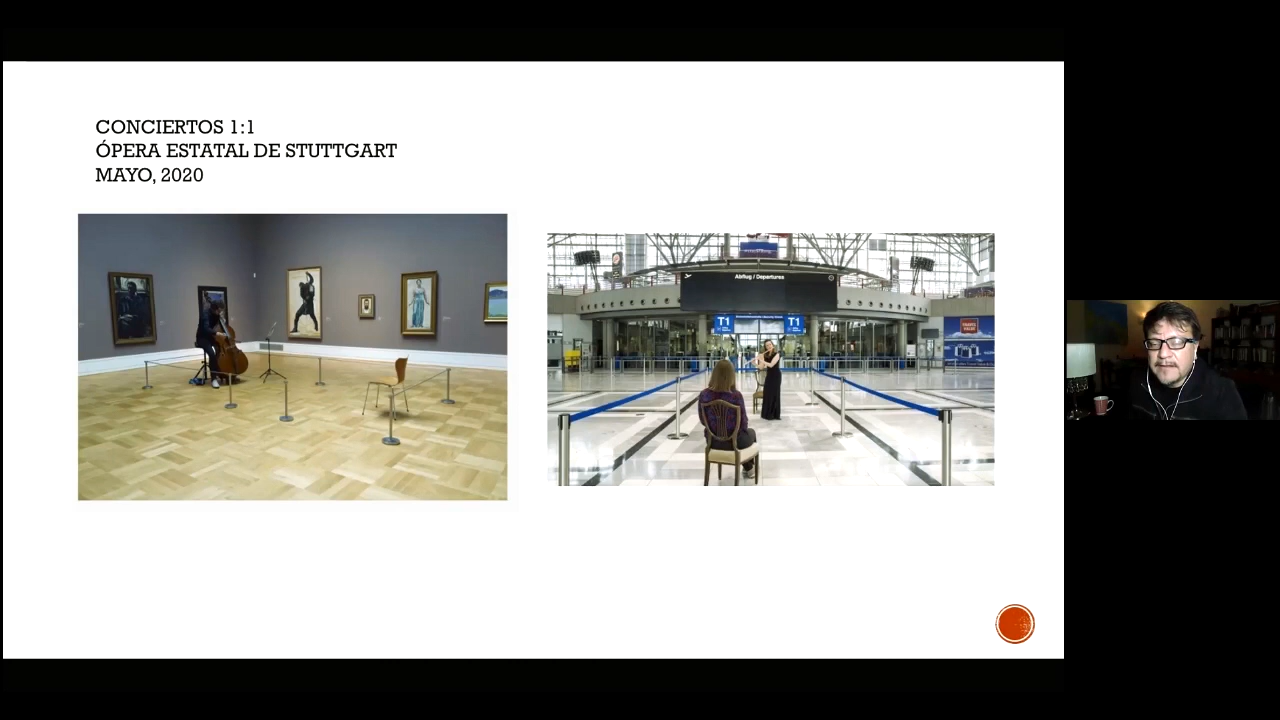 CONCIERTOS 1:1
ÓPERA ESTATAL DE STUTTGART
MAYO, 2020
Abflug / Departures
T1
T1